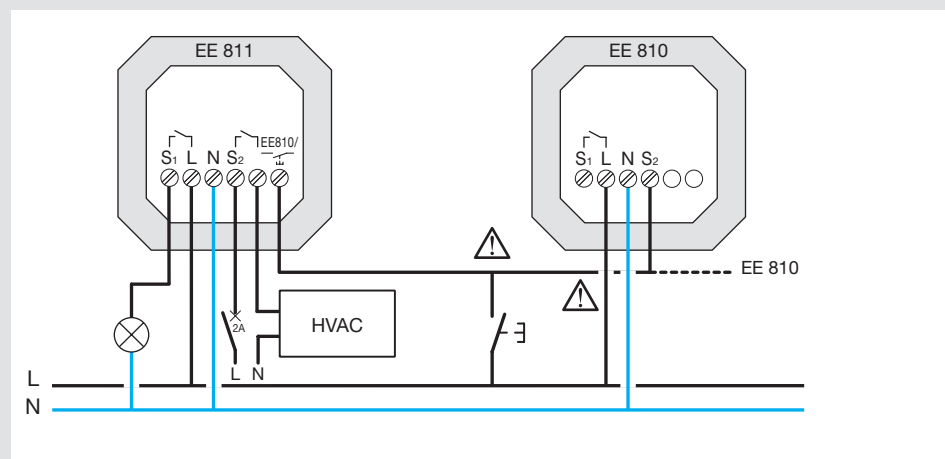 EE 811
EE 810
EE810/
S1 L N S2
S1 L N S2
EE 810
2A
HVAC
L N
L
N